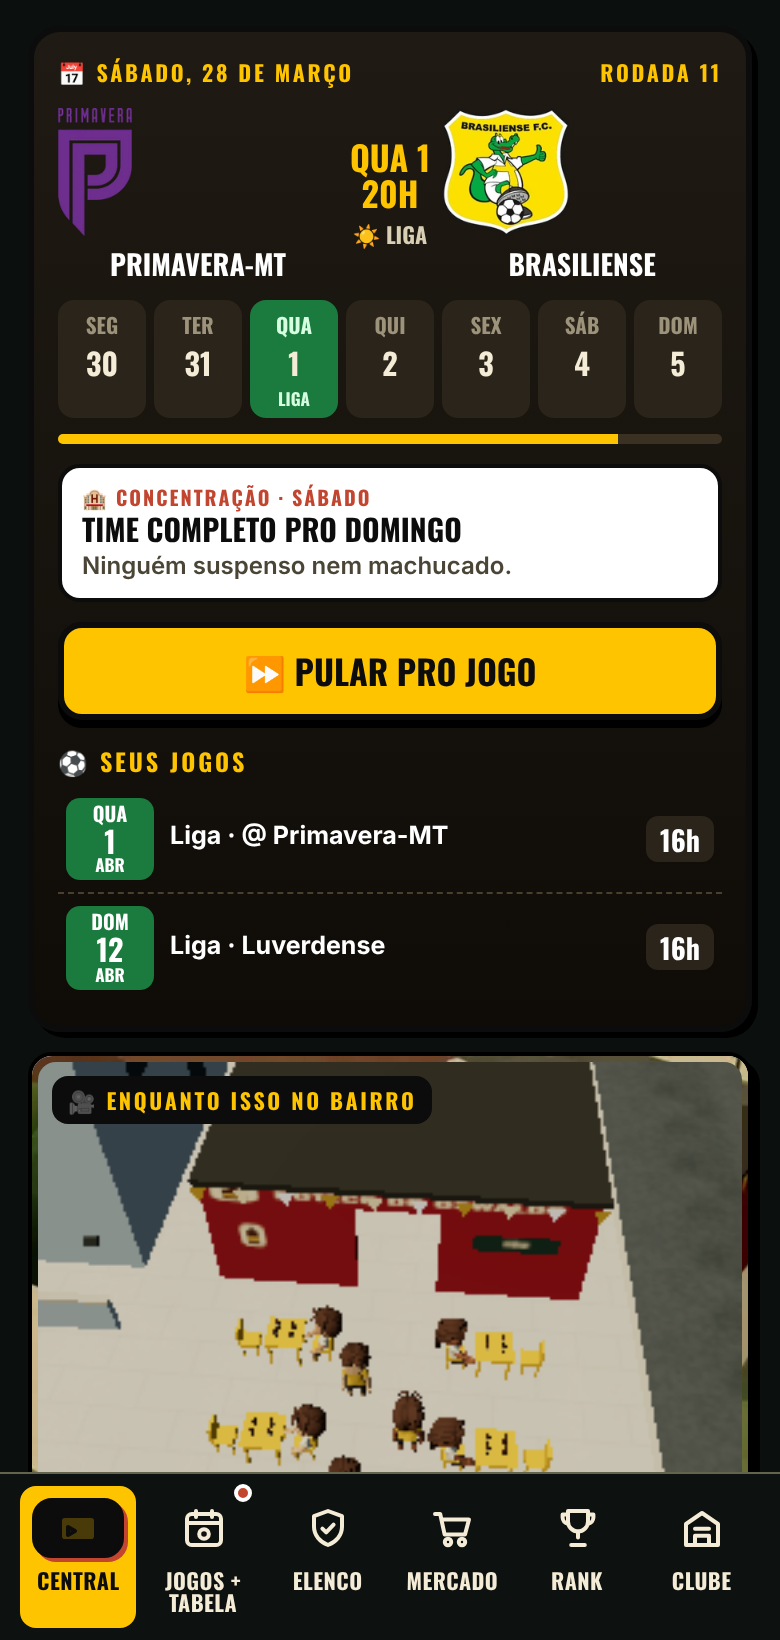 SÁBADO, 28 DE MARÇO
RODADA 11
PRIMAVERA
BRASILIENSE F.C.
QUA 1
20H
LIGA
PRIMAVERA-MT
BRASILIENSE
SEG
30
TER
31
QUA
1
LIGA
QUI
2
SEX
3
SÁB
4
DOM
5
CONCENTRAÇÃO · SÁBADO
TIME COMPLETO PRO DOMINGO
Ninguém suspenso nem machucado.
PULAR PRO JOGO
SEUS JOGOS
QUA
1
ABR
Liga · @ Primavera-MT
16h
DOM
12
ABR
Liga · Luverdense
16h
ENQUANTO ISSO NO BAIRRO
CENTRAL
JOGOS +
TABELA
ELENCO
MERCADO
RANK
CLUBE